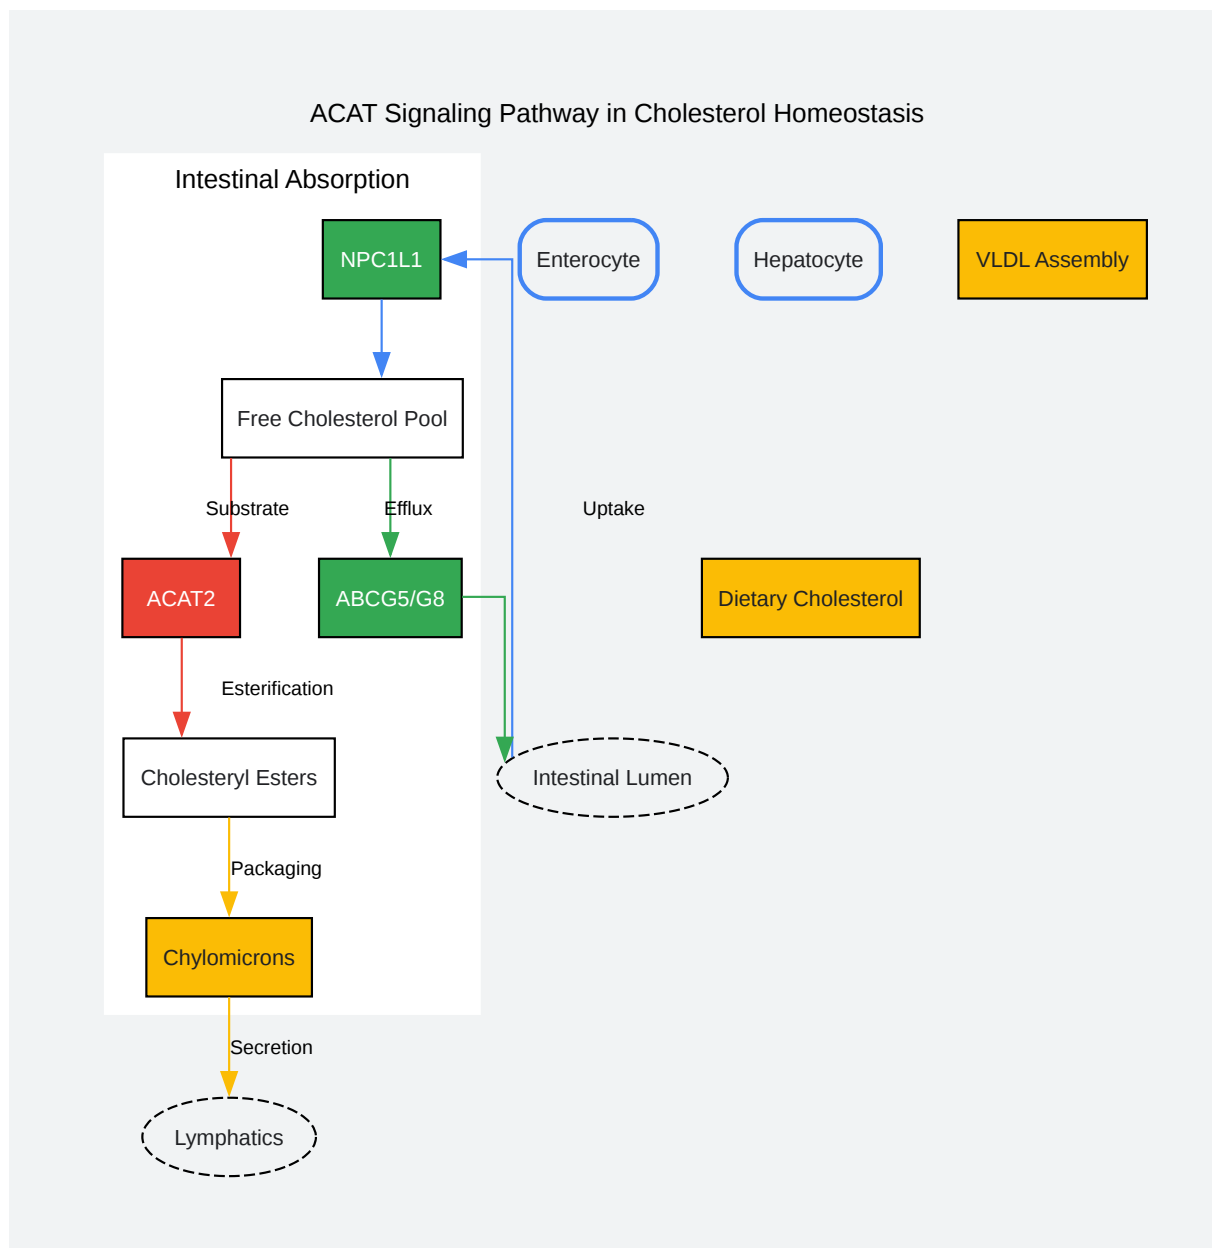 ACAT Signaling Pathway in Cholesterol Homeostasis
Intestinal Absorption
NPC1L1
Enterocyte
Hepatocyte
VLDL Assembly
Free Cholesterol Pool
Substrate
Efflux
Uptake
ACAT2
ABCG5/G8
Dietary Cholesterol
Esterification
Cholesteryl Esters
Intestinal Lumen
Packaging
Chylomicrons
Secretion
Lymphatics